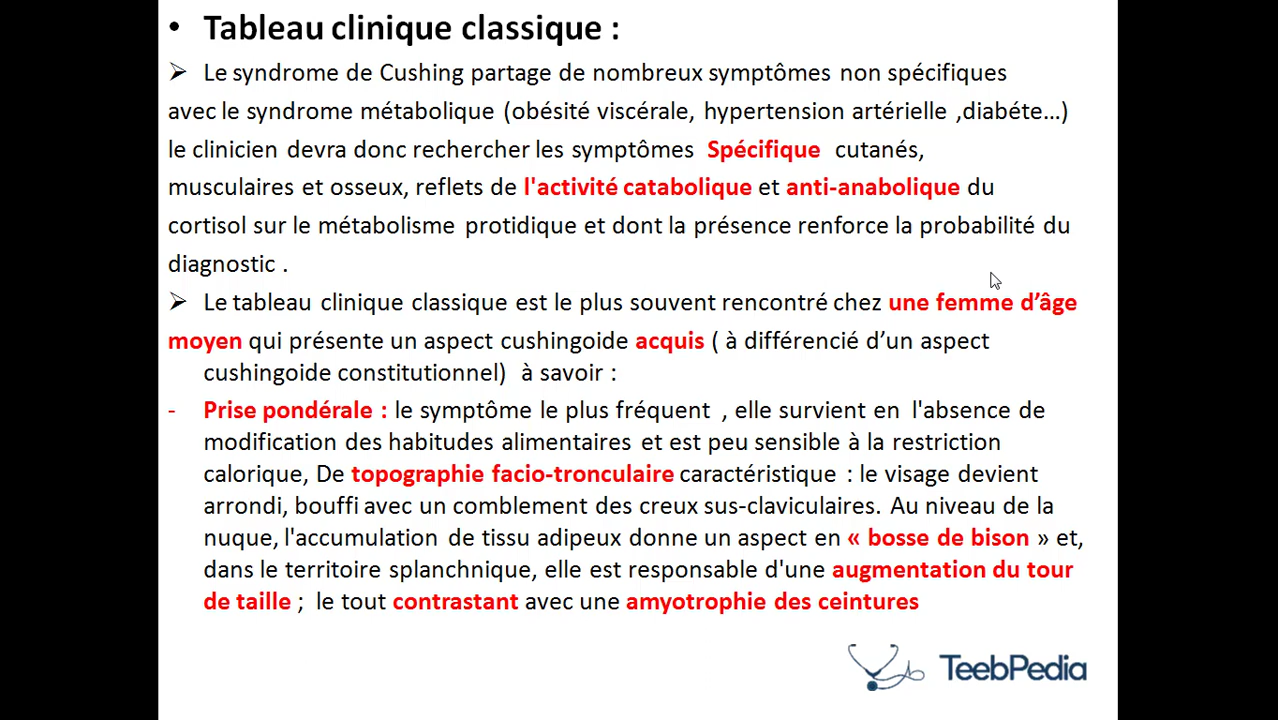 • Tableau clinique classique :
➢ Le syndrome de Cushing partage de nombreux symptômes non spécifiques
avec le syndrome métabolique (obésité viscérale, hypertension artérielle ,diabéte...)
le clinicien devra donc rechercher les symptômes Spécifique cutanés,
musculaires et osseux, reflets de l'activité catabolique et anti-anabolique du
cortisol sur le métabolisme protidique et dont la présence renforce la probabilité du
diagnostic .
➢ Le tableau clinique classique est le plus souvent rencontré chez une femme d’âge
moyen qui présente un aspect cushingoide acquis ( à différencié d’un aspect
cushingoide constitutionnel) à savoir :
- Prise pondérale : le symptôme le plus fréquent , elle survient en l'absence de
modification des habitudes alimentaires et est peu sensible à la restriction
calorique, De topographie facio-tronculaire caractéristique : le visage devient
arrondi, bouffi avec un comblement des creux sus-claviculaires. Au niveau de la
nuque, l'accumulation de tissu adipeux donne un aspect en « bosse de bison » et,
dans le territoire splanchnique, elle est responsable d'une augmentation du tour
de taille ; le tout contrastant avec une amyotrophie des ceintures
TeebPedia